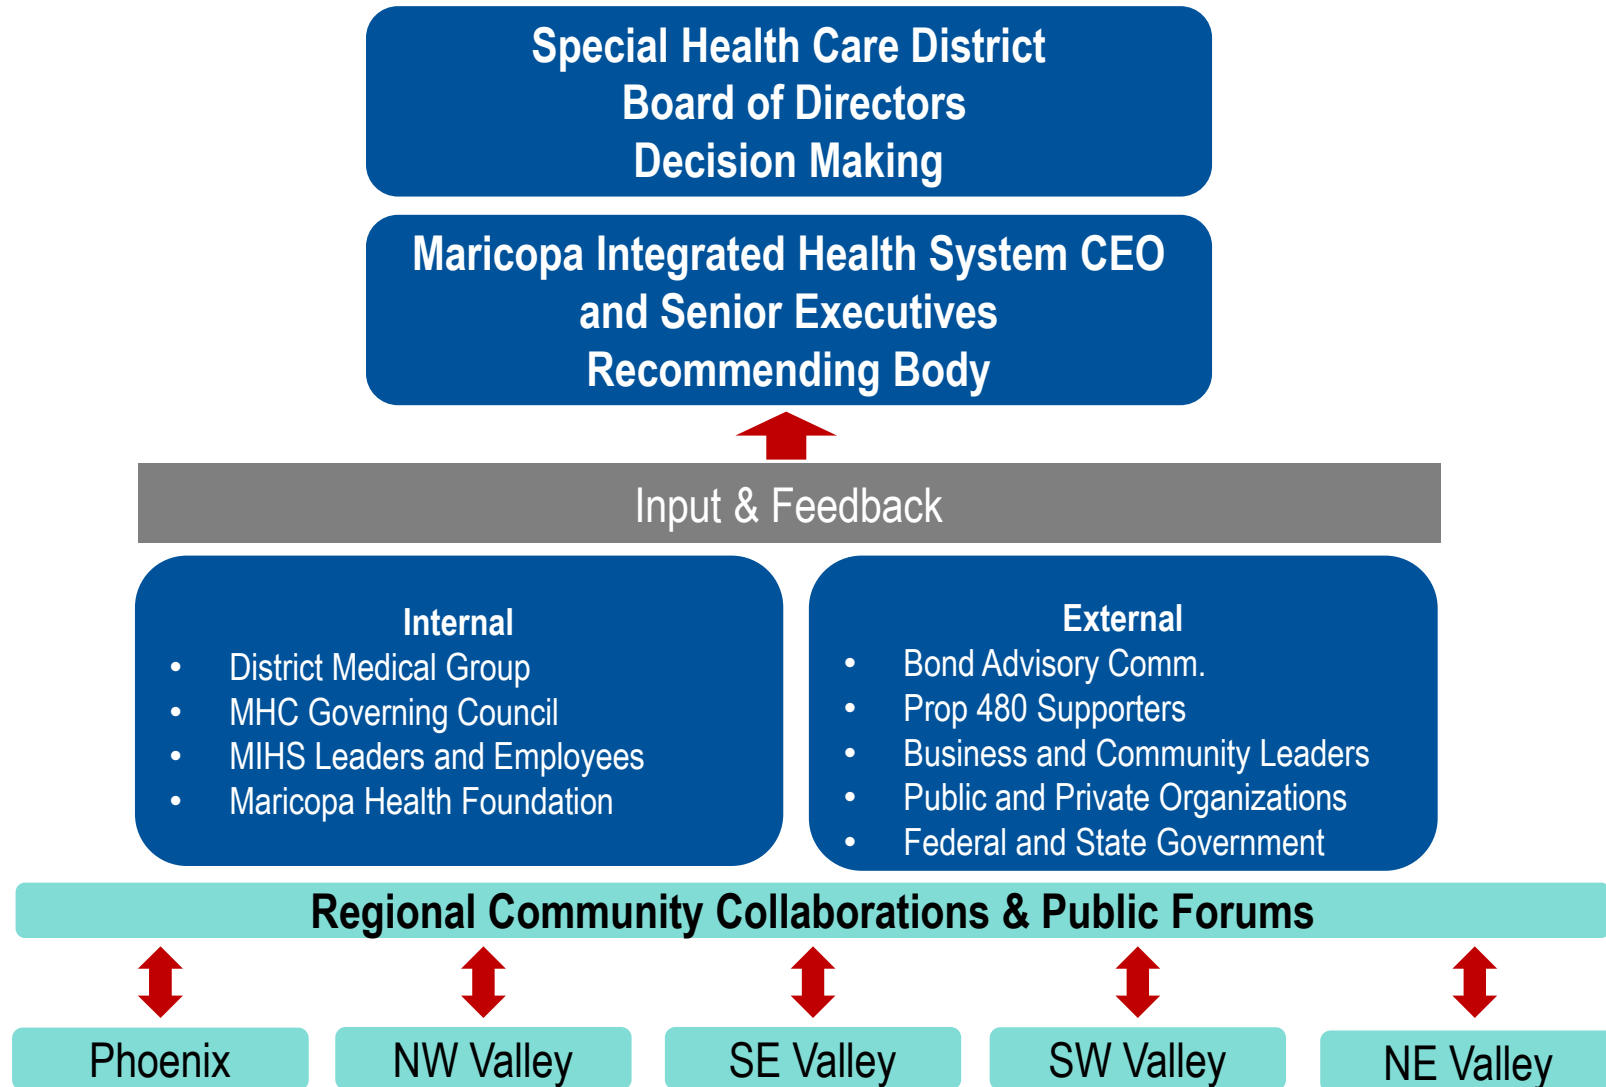 Special Health Care District
Board of Directors
Decision Making
Maricopa Integrated Health System CEO
and Senior Executives
Recommending Body
Input & Feedback
Internal
• District Medical Group
• MHC Governing Council
• MIHS Leaders and Employees
• Maricopa Health Foundation
External
• Bond Advisory Comm.
• Prop 480 Supporters
• Business and Community Leaders
• Public and Private Organizations
• Federal and State Government
Regional Community Collaborations & Public Forums
Phoenix
NW Valley
SE Valley
SW Valley
NE Valley